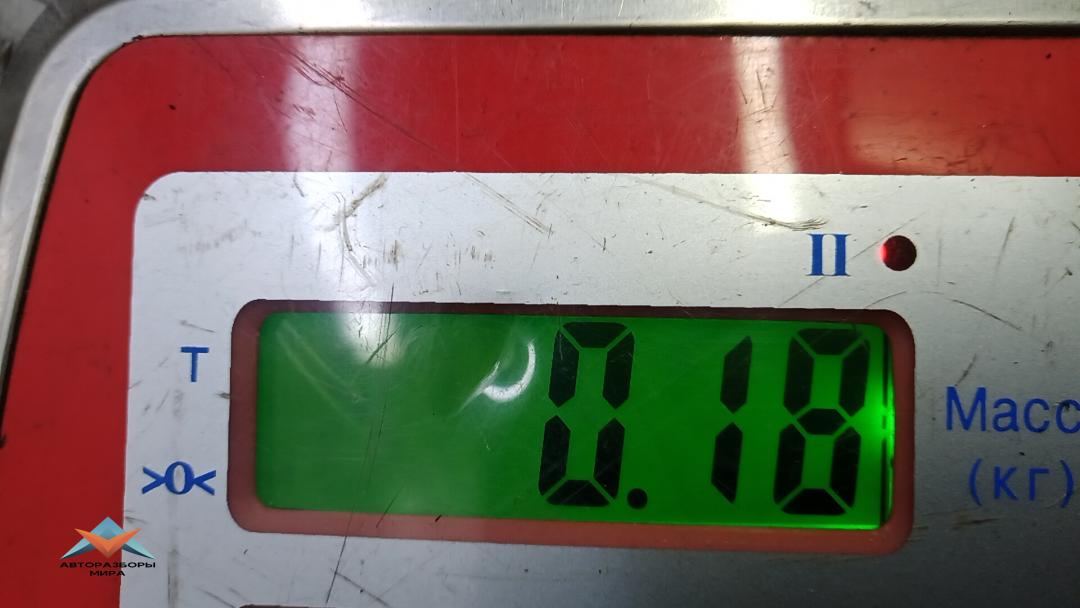 II
0.18
T
Масс
>0<
(кг)
АВТОРАЗБОРЫ
МИРА